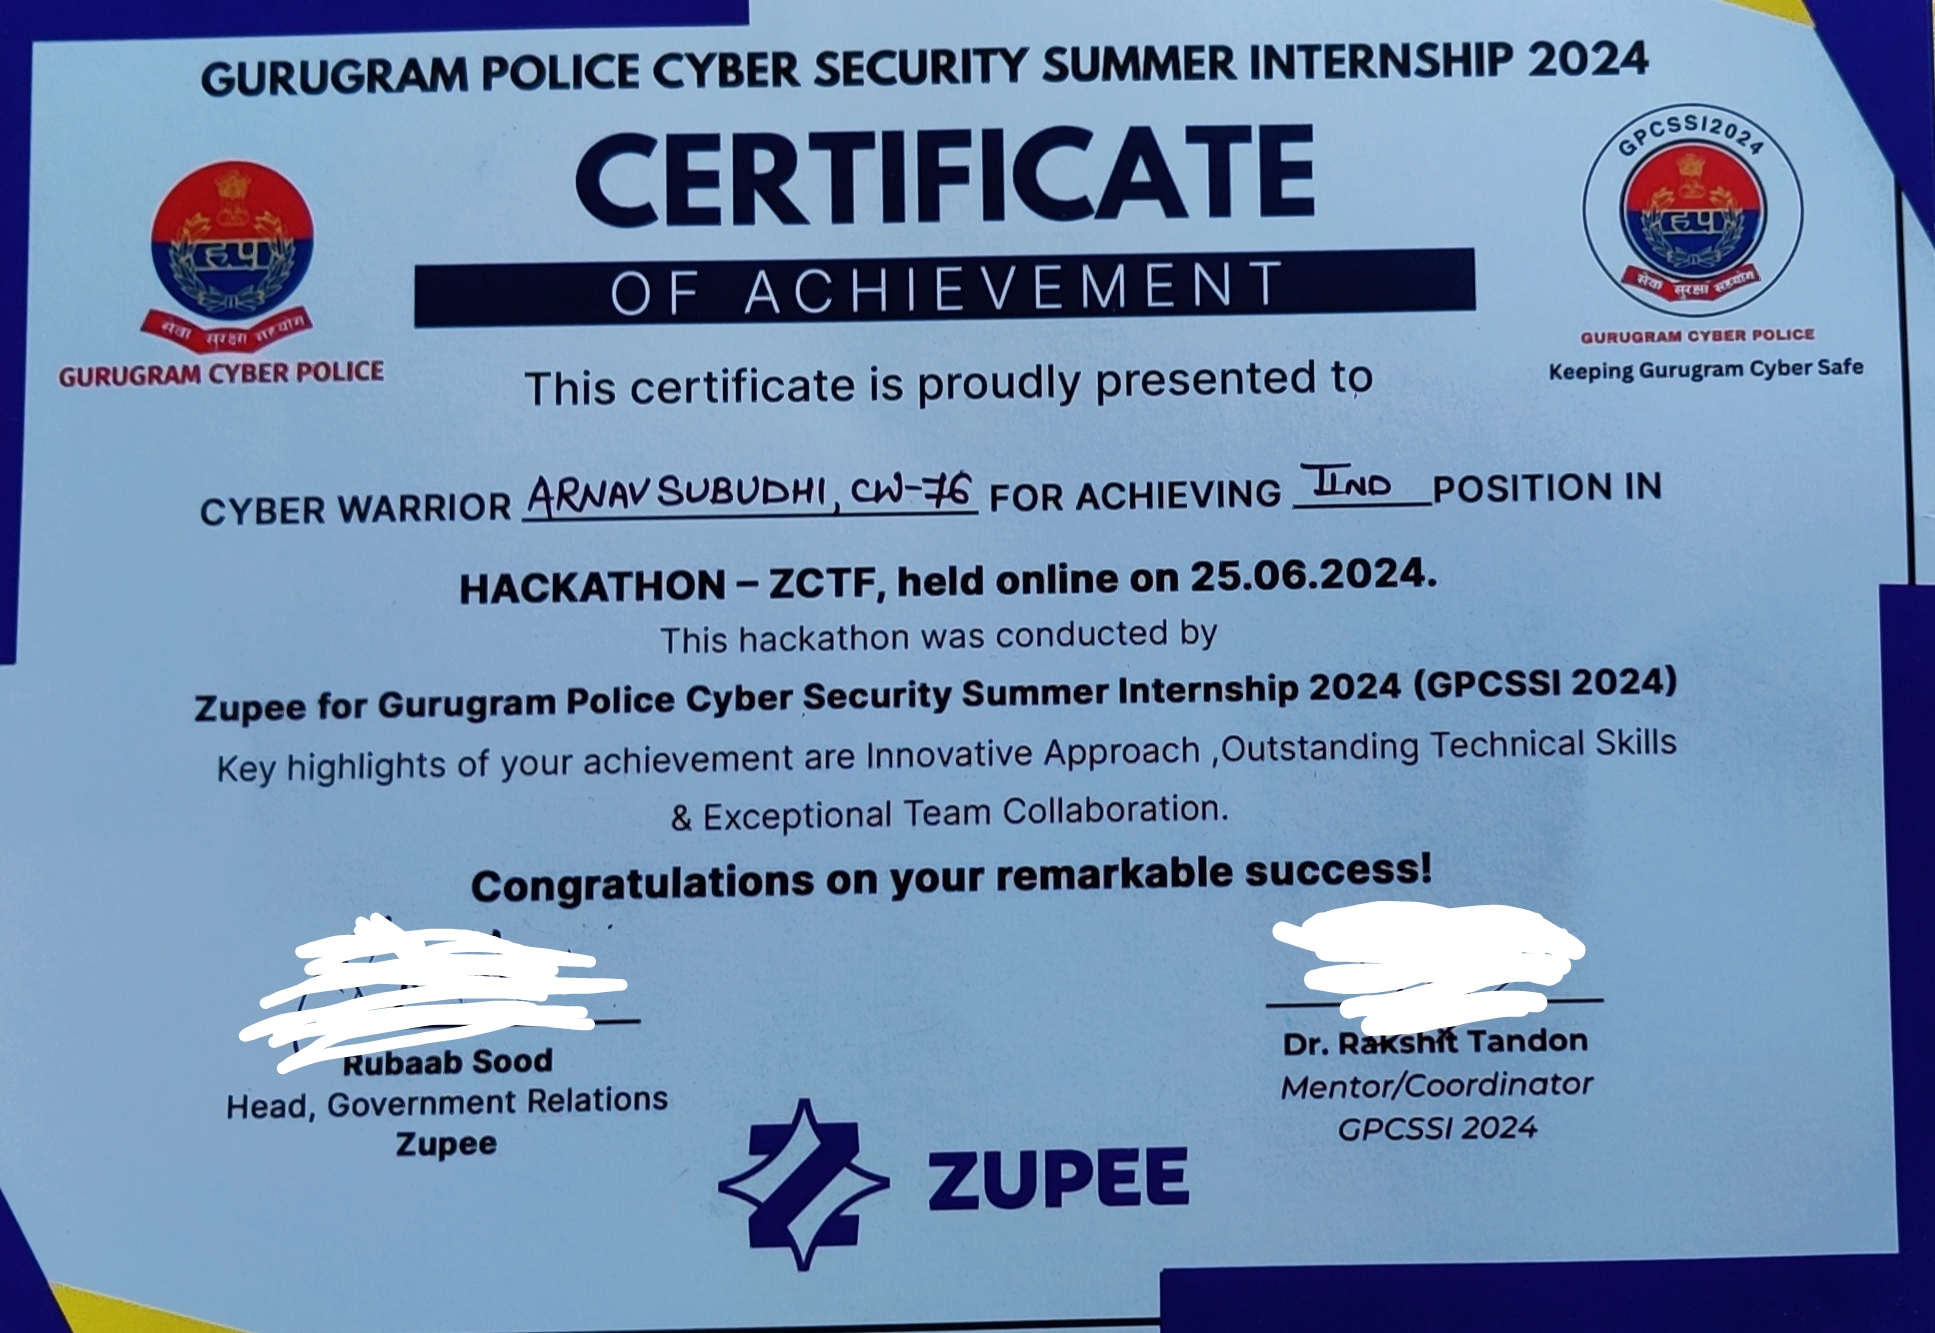 GURUGRAM POLICE CYBER SECURITY SUMMER INTERNSHIP 2024
CERTIFICATE
OF ACHIEVEMENT
हपु
सेवा सुरक्षा सहयोग
GURUGRAM CYBER POLICE
GPCSSI2024
हपु
सेवा सुरक्षा सहयोग
GURUGRAM CYBER POLICE
Keeping Gurugram Cyber Safe
This certificate is proudly presented to
CYBER WARRIOR ARNAV SUBUDHI, CW-76 FOR ACHIEVING IIND POSITION IN
HACKATHON – ZCTF, held online on 25.06.2024.
This hackathon was conducted by
Zupee for Gurugram Police Cyber Security Summer Internship 2024 (GPCSSI 2024)
Key highlights of your achievement are Innovative Approach ,Outstanding Technical Skills
& Exceptional Team Collaboration.
Congratulations on your remarkable success!
Rubaab Sood
Head, Government Relations
Zupee
Dr. Rakshit Tandon
Mentor/Coordinator
GPCSSI 2024
ZUPEE